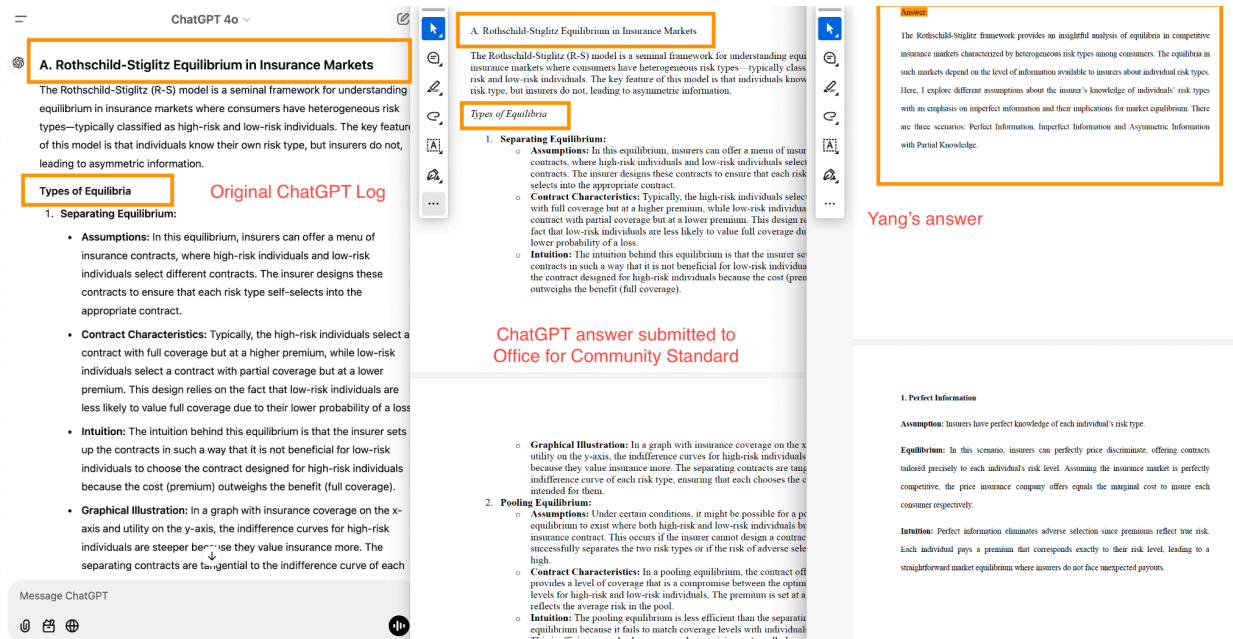 ChatGPT 4o
A. Rothschild-Stiglitz Equilibrium in Insurance Markets
The Rothschild-Stiglitz (R-S) model is a seminal framework for understanding
equilibrium in insurance markets where consumers have heterogeneous risk
types—typically classified as high-risk and low-risk individuals. The key feature
of this model is that individuals know their own risk type, but insurers do not,
leading to asymmetric information.
Types of Equilibria
Original ChatGPT Log
1. Separating Equilibrium:
• Assumptions: In this equilibrium, insurers can offer a menu of
insurance contracts, where high-risk individuals and low-risk
individuals select different contracts. The insurer designs these
contracts to ensure that each risk type self-selects into the
appropriate contract.
• Contract Characteristics: Typically, the high-risk individuals select a
contract with full coverage but at a higher premium, while low-risk
individuals select a contract with partial coverage but at a lower
premium. This design relies on the fact that low-risk individuals are
less likely to value full coverage due to their lower probability of a loss
• Intuition: The intuition behind this equilibrium is that the insurer sets
up the contracts in such a way that it is not beneficial for low-risk
individuals to choose the contract designed for high-risk individuals
because the cost (premium) outweighs the benefit (full coverage).
• Graphical Illustration: In a graph with insurance coverage on the x-
axis and utility on the y-axis, the indifference curves for high-risk
individuals are steeper because they value insurance more. The
separating contracts are tangential to the indifference curve of each
Message ChatGPT
A. Rothschild-Stiglitz Equilibrium in Insurance Markets
The Rothschild-Stiglitz (R-S) model is a seminal framework for understanding equi
insurance markets where consumers have heterogeneous risk types—typically class
risk and low-risk individuals. The key feature of this model is that individuals know
risk type, but insurers do not, leading to asymmetric information.
Types of Equilibria
1. Separating Equilibrium:
o Assumptions: In this equilibrium, insurers can offer a menu of insur
contracts, where high-risk individuals and low-risk individuals select
contracts. The insurer designs these contracts to ensure that each risk
selects into the appropriate contract.
o Contract Characteristics: Typically, the high-risk individuals select
with full coverage but at a higher premium, while low-risk individua
contract with partial coverage but at a lower premium. This design re
fact that low-risk individuals are less likely to value full coverage du
lower probability of a loss.
o Intuition: The intuition behind this equilibrium is that the insurer se
contracts in such a way that it is not beneficial for low-risk individua
the contract designed for high-risk individuals because the cost (pren
outweighs the benefit (full coverage).
ChatGPT answer submitted to
Office for Community Standard
o Graphical Illustration: In a graph with insurance coverage on the x
utility on the y-axis, the indifference curves for high-risk individuals
because they value insurance more. The separating contracts are tang
indifference curve of each risk type, ensuring that each chooses the c
intended for them.
2. Pooling Equilibrium:
o Assumptions: Under certain conditions, it might be possible for a po
equilibrium to exist where both high-risk and low-risk individuals bu
insurance contract. This occurs if the insurer cannot design a contrac
successfully separates the two risk types or if the risk of adverse sele
high.
o Contract Characteristics: In a pooling equilibrium, the contract off
provides a level of coverage that is a compromise between the optim
levels for high-risk and low-risk individuals. The premium is set at a
reflects the average risk in the pool.
o Intuition: The pooling equilibrium is less efficient than the separatin
equilibrium because it fails to match coverage levels with individual
Answer:
The Rothschild-Stiglitz framework provides an insightful analysis of equilibria in competitive
insurance markets characterized by heterogeneous risk types among consumers. The equilibria in
such markets depend on the level of information available to insurers about individual risk types.
Here, I explore different assumptions about the insurer's knowledge of individuals' risk types
with an emphasis on imperfect information and their implications for market equilibrium. There
are three scenarios: Perfect Information, Imperfect Information and Asymmetric Information
with Partial Knowledge.
Yang's answer
1. Perfect Information
Assumption: Insurers have perfect knowledge of each individual's risk type.
Equilibrium: In this scenario, insurers can perfectly price discriminate, offering contracts
tailored precisely to each individual's risk level. Assuming the insurance market is perfectly
competitive, the price insurance company offers equals the marginal cost to insure each
consumer respectively.
Intuition: Perfect information eliminates adverse selection since premiums reflect true risk.
Each individual pays a premium that corresponds exactly to their risk level, leading to a
straightforward market equilibrium where insurers do not face unexpected payouts.